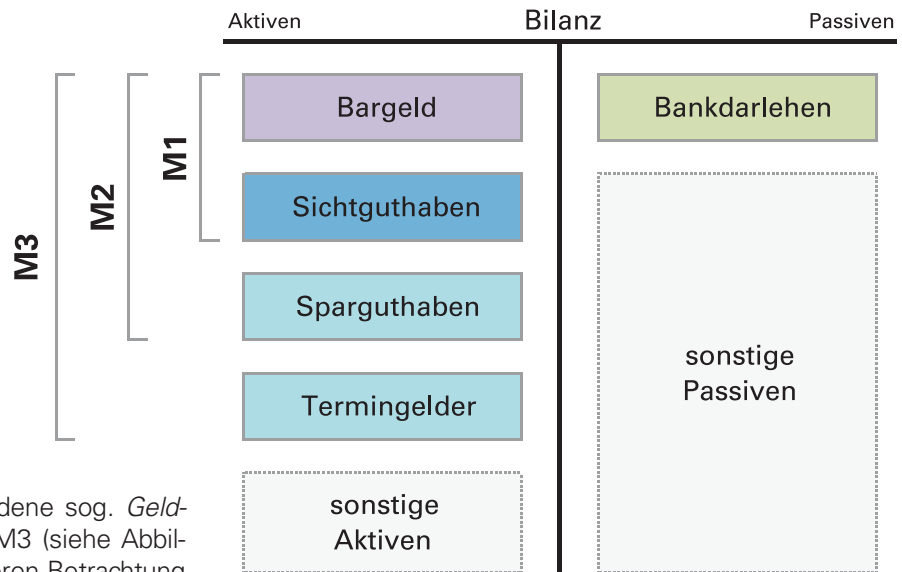 Aktiven Bilanz Passiven
M3
M2
M1
Bargeld
Sichtguthaben
Sparguthaben
Termingelder
sonstige
Aktiven
Bankdarlehen
sonstige
Passiven
dene sog. Geld-
M3 (siehe Abbil-
Betrachtung